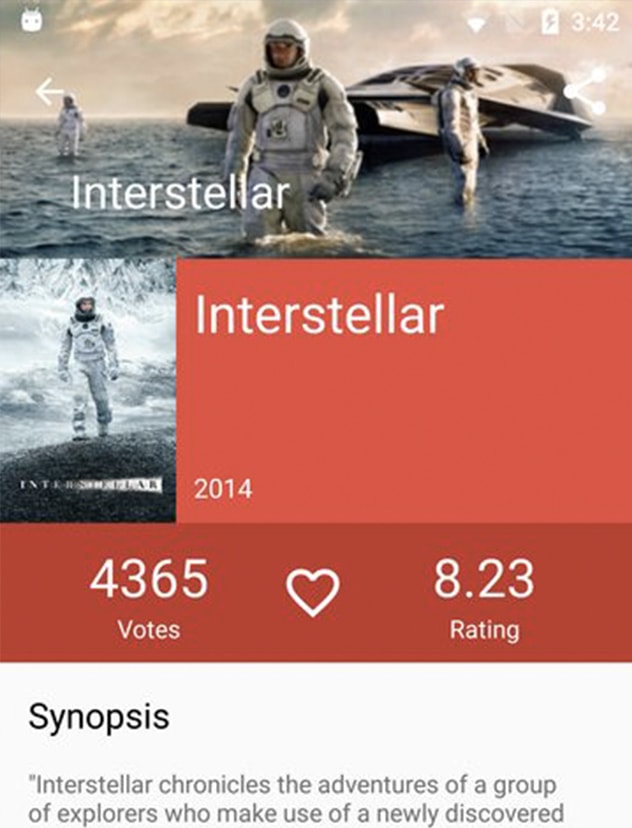 3:42
Interstellar
Interstellar
INTERSTELLAR
2014
4365
8.23
Votes
Rating
Synopsis
"Interstellar chronicles the adventures of a group
of explorers who make use of a newly discovered